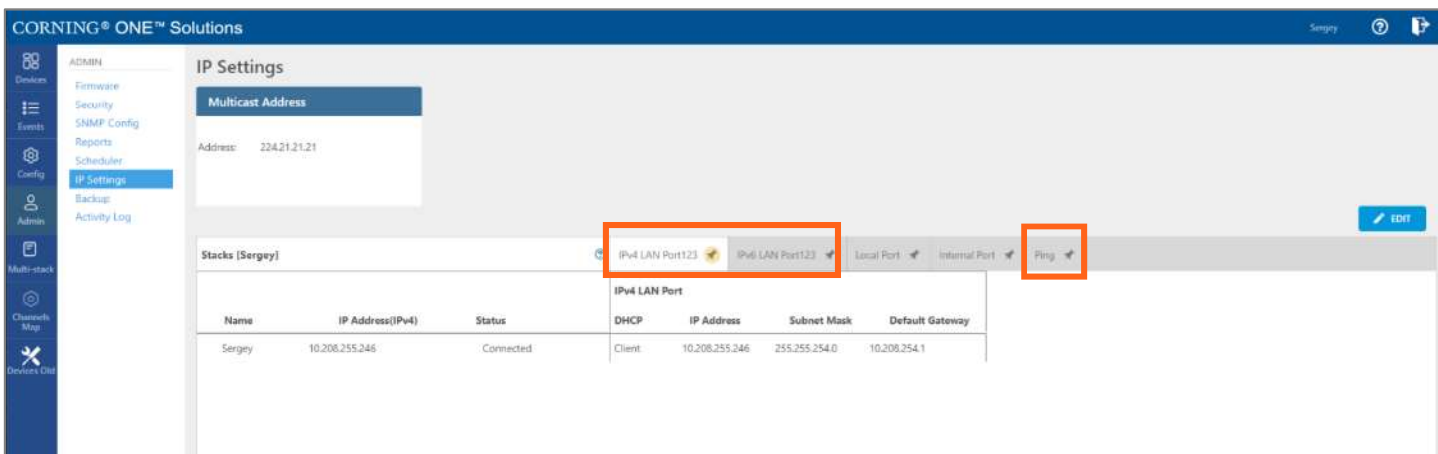 CORNING® ONE™ Solutions
Sergey
Devices
Events
Config
Admin
Multi-stack
Channels
Map
Devices Old
ADMIN
Firmware
Security
SNMP Config
Reports
Scheduler
IP Settings
Backup
Activity Log
IP Settings
Multicast Address
Address: 224.21.21.21
EDIT
Stacks [Sergey]
IPv4 LAN Port123 IPv6 LAN Port123 Local Port Internal Port Ping
IPv4 LAN Port
Name IP Address(IPv4) Status DHCP IP Address Subnet Mask Default Gateway
Sergey 10.208.255.246 Connected Client 10.208.255.246 255.255.254.0 10.208.254.1